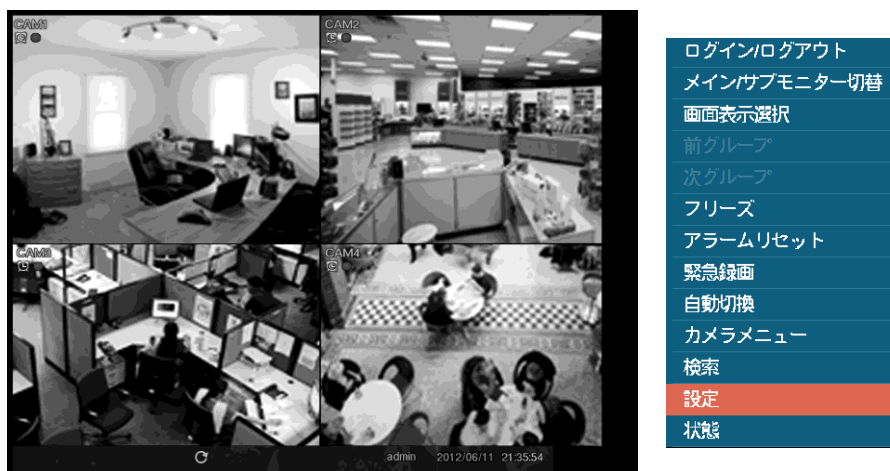 CAM1
CAM2
CAM3
CAM4
admin 2012/06/11 21:35:54
ログイン/ログアウト
メイン/サブモニター切替
画面表示選択
前グループ
次グループ
フリーズ
アラームリセット
緊急録画
自動切換
カメラメニュー
検索
設定
状態